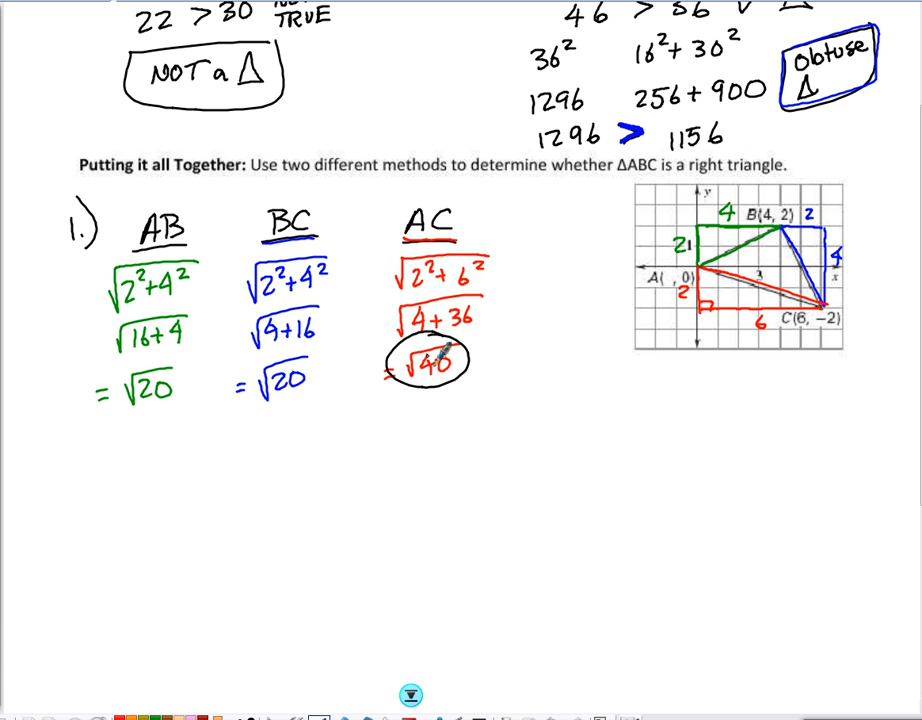 22 > 30 TRUE
NOT a Δ
46 >
36² 16² + 30²
1296 256 + 900
1296 > 1156
Obtuse
Δ
Putting it all Together: Use two different methods to determine whether ΔABC is a right triangle.
1.) AB BC AC
√2²+4² √2²+4² √2²+6²
√16+4 √4+16 √4+36
= √20 = √20 = √40
y
4 B(4, 2) 2
2 1 4
A( , 0) 3 x
2
6 C(6, −2)